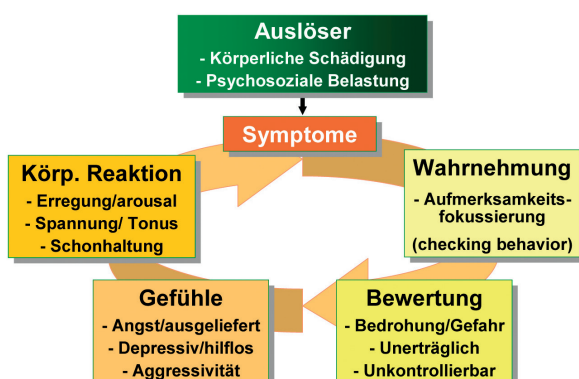 Auslöser
- Körperliche Schädigung
- Psychosoziale Belastung
Symptome
Wahrnehmung
- Aufmerksamkeits-
fokussierung
(checking behavior)
Bewertung
- Bedrohung/Gefahr
- Unerträglich
- Unkontrollierbar
Gefühle
- Angst/ausgeliefert
- Depressiv/hilflos
- Aggressivität
Körp. Reaktion
- Erregung/arousal
- Spannung/ Tonus
- Schonhaltung